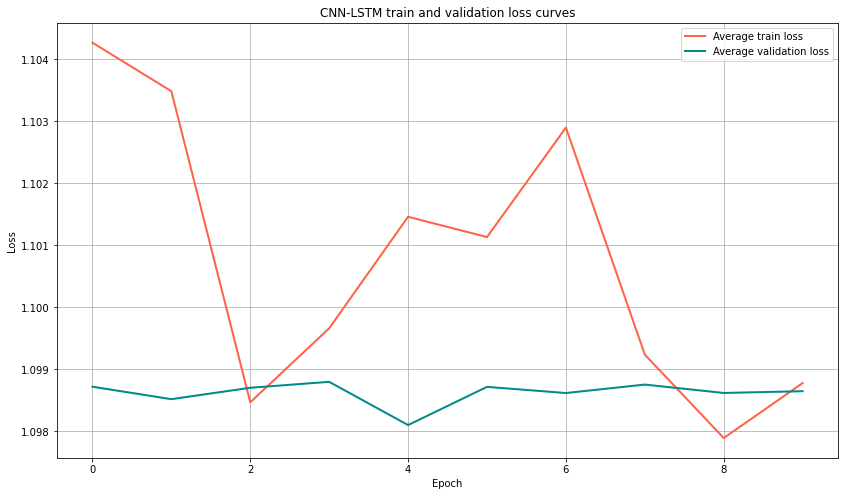 CNN-LSTM train and validation loss curves
Average train loss
Average validation loss
1.104
1.103
1.102
1.101
1.100
1.099
1.098
Loss
0
2
4
6
8
Epoch